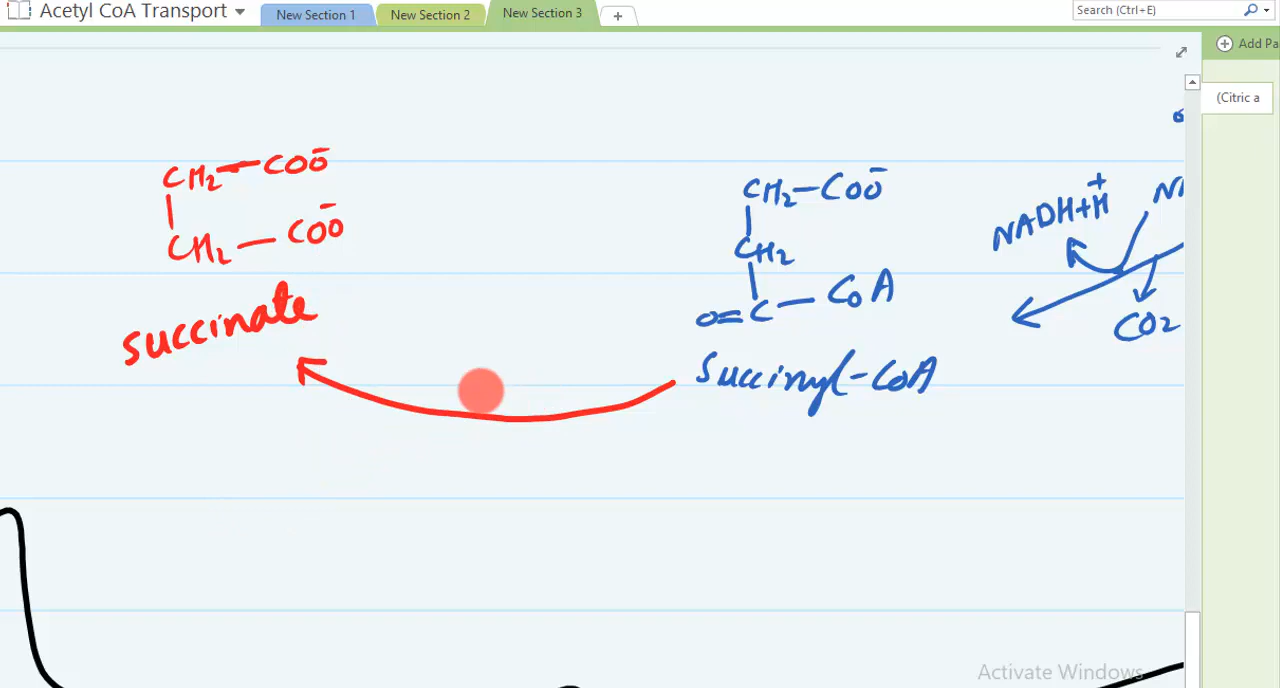 Acetyl CoA Transport
New Section 1
New Section 2
New Section 3
+
Search (Ctrl+E)
Add Pa
(Citric a
CH2—COO-
CH2—COO-
succinate
CH2—COO-
CH2
O=C—CoA
Succinyl-CoA
NADH+H+
CO2
Activate Windows